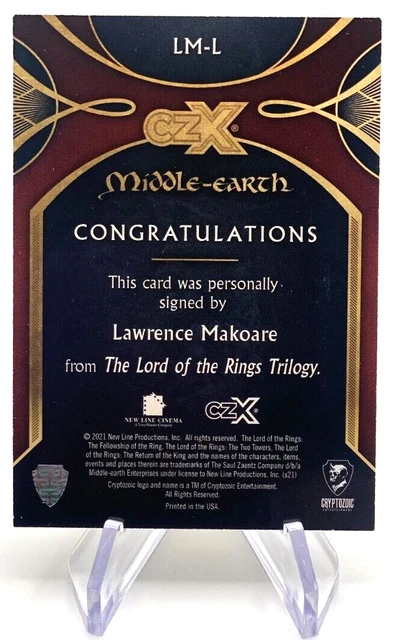 LM-L
CZX®
Middle-earth
CONGRATULATIONS
This card was personally
signed by
Lawrence Makoare
from The Lord of the Rings Trilogy.
NEW LINE CINEMA
CZX®
© 2021 New Line Productions, Inc. All rights reserved. The Lord of the Rings:
The Fellowship of the Ring, The Lord of the Rings: The Two Towers, The Lord
of the Rings: The Return of the King and the names of the characters, items,
events and places therein are trademarks of The Saul Zaentz Company d/b/a
Middle-earth Enterprises under license to New Line Productions, Inc. (s21)
Cryptozoic logo and name is a TM of Cryptozoic Entertainment.
All Rights Reserved.
Printed in the USA.
CRYPTOZOIC
ENTERTAINMENT